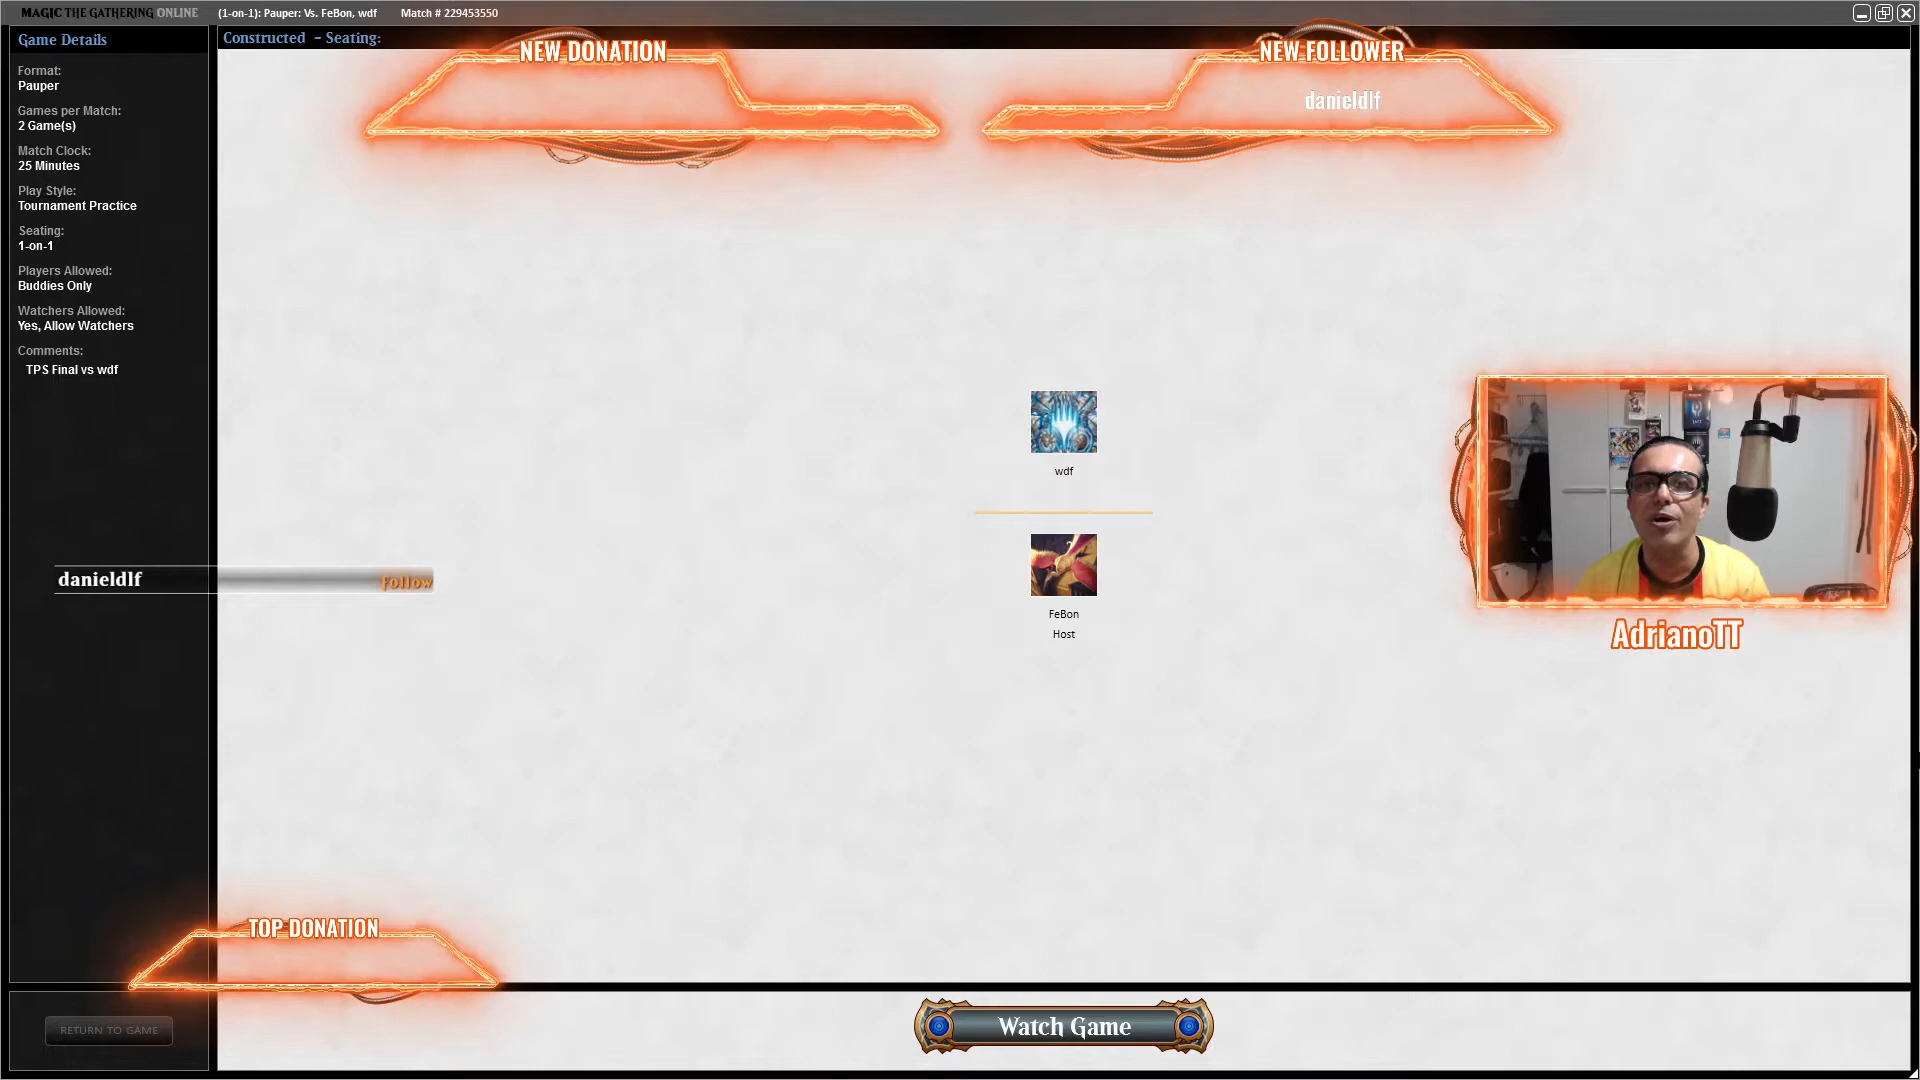 MAGIC THE GATHERING ONLINE (1-on-1): Pauper: Vs. FeBon, wdf Match # 229453550
Game Details
Format:
Pauper
Games per Match:
2 Game(s)
Match Clock:
25 Minutes
Play Style:
Tournament Practice
Seating:
1-on-1
Players Allowed:
Buddies Only
Watchers Allowed:
Yes, Allow Watchers
Comments:
TPS Final vs wdf
Constructed - Seating:
NEW DONATION
NEW FOLLOWER
danieldlf
wdf
FeBon
Host
danieldlf Follow
AdrianoTT
TOP DONATION
RETURN TO GAME
Watch Game